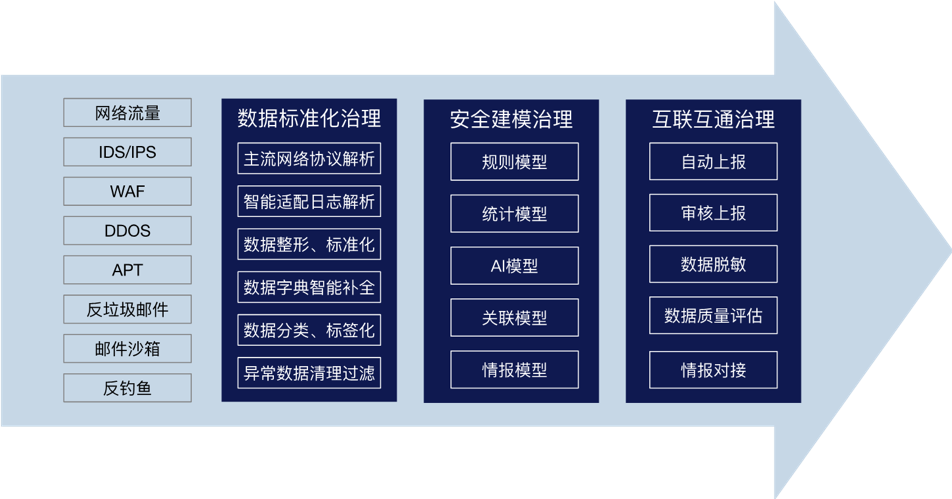 网络流量
IDS/IPS
WAF
DDOS
APT
反垃圾邮件
邮件沙箱
反钓鱼
数据标准化治理
主流网络协议解析
智能适配日志解析
数据整形、标准化
数据字典智能补全
数据分类、标签化
异常数据清理过滤
安全建模治理
规则模型
统计模型
AI模型
关联模型
情报模型
互联互通治理
自动上报
审核上报
数据脱敏
数据质量评估
情报对接